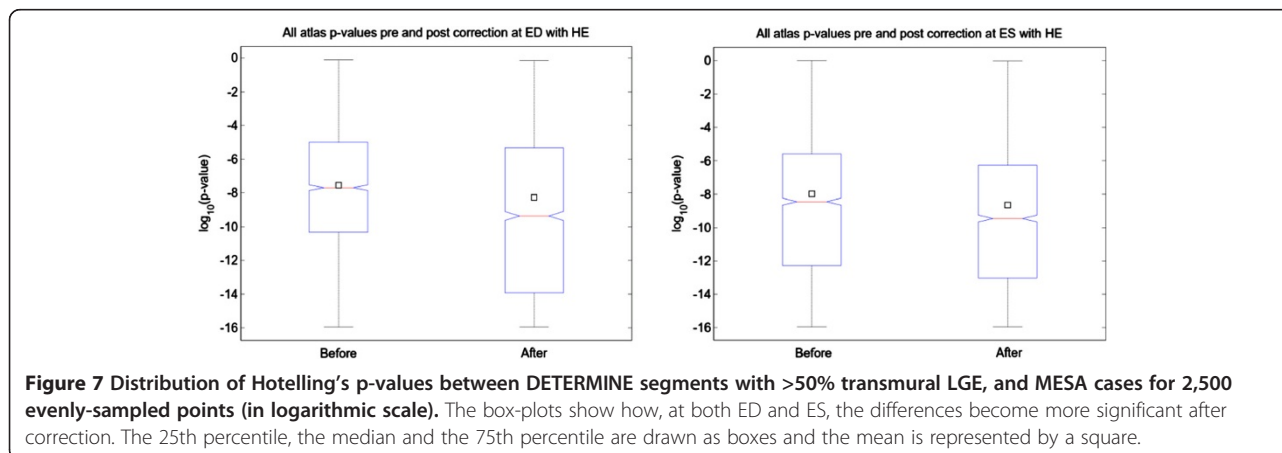 All atlas p-values pre and post correction at ED with HE
0
-2
-4
-6
-8
-10
-12
-14
-16
log10(p-value)
Before
After
All atlas p-values pre and post correction at ES with HE
0
-2
-4
-6
-8
-10
-12
-14
-16
log10(p-value)
Before
After
Figure 7 Distribution of Hotelling's p-values between DETERMINE segments with >50% transmural LGE, and MESA cases for 2,500
evenly-sampled points (in logarithmic scale). The box-plots show how, at both ED and ES, the differences become more significant after
correction. The 25th percentile, the median and the 75th percentile are drawn as boxes and the mean is represented by a square.